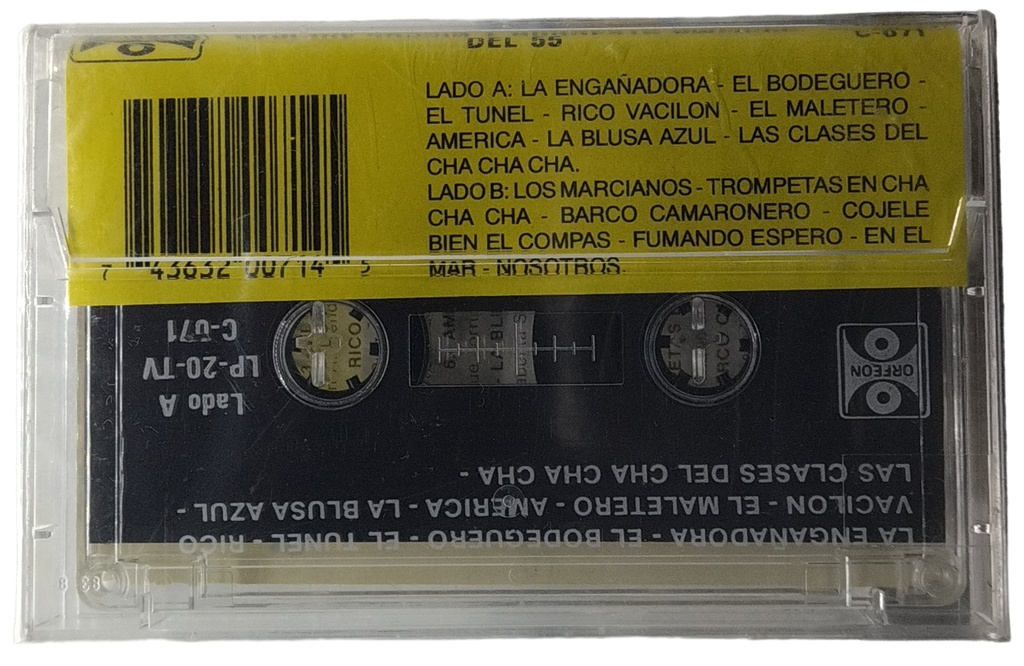 DEL 55
C-071
LADO A: LA ENGAÑADORA - EL BODEGUERO -
EL TUNEL - RICO VACILON - EL MALETERO -
AMERICA - LA BLUSA AZUL - LAS CLASES DEL
CHA CHA CHA.
LADO B: LOS MARCIANOS - TROMPETAS EN CHA
CHA CHA - BARCO CAMARONERO - COJELE
BIEN EL COMPAS - FUMANDO ESPERO - EN EL
MAR - NOSOTROS.
7 43632 00714 5
LA ENGAÑADORA - EL BODEGUERO - EL TUNEL - RICO
VACILON - EL MALETERO - AMERICA - LA BLUSA AZUL -
LAS CLASES DEL CHA CHA CHA -
ORFEON
Lado A
LP-20-TV
C-071
RICO